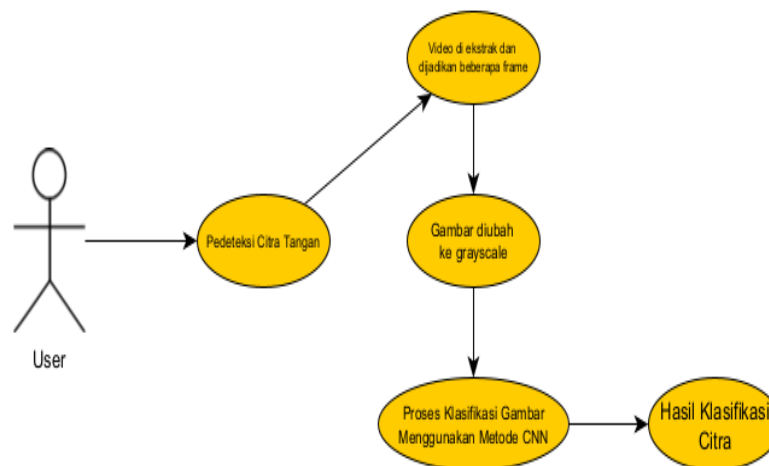 Video di ekstrak dan
dijadikan beberapa frame
Pedeteksi Citra Tangan
Gambar diubah
ke grayscale
User
Proses Klasifikasi Gambar
Menggunakan Metode CNN
Hasil Klasifikasi
Citra